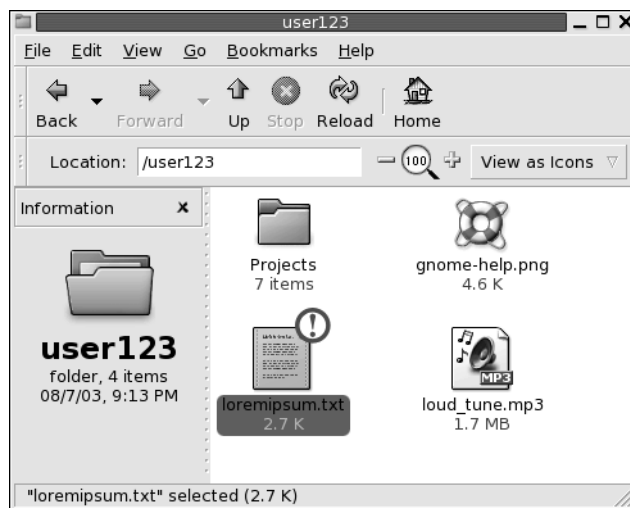 user123
File Edit View Go Bookmarks Help
Back Forward Up Stop Reload Home
Location: /user123 100 View as Icons
Information x
user123
folder, 4 items
08/7/03, 9:13 PM
Projects
7 items
gnome-help.png
4.6 K
loremipsum.txt
2.7 K
MP3
loud_tune.mp3
1.7 MB
"loremipsum.txt" selected (2.7 K)